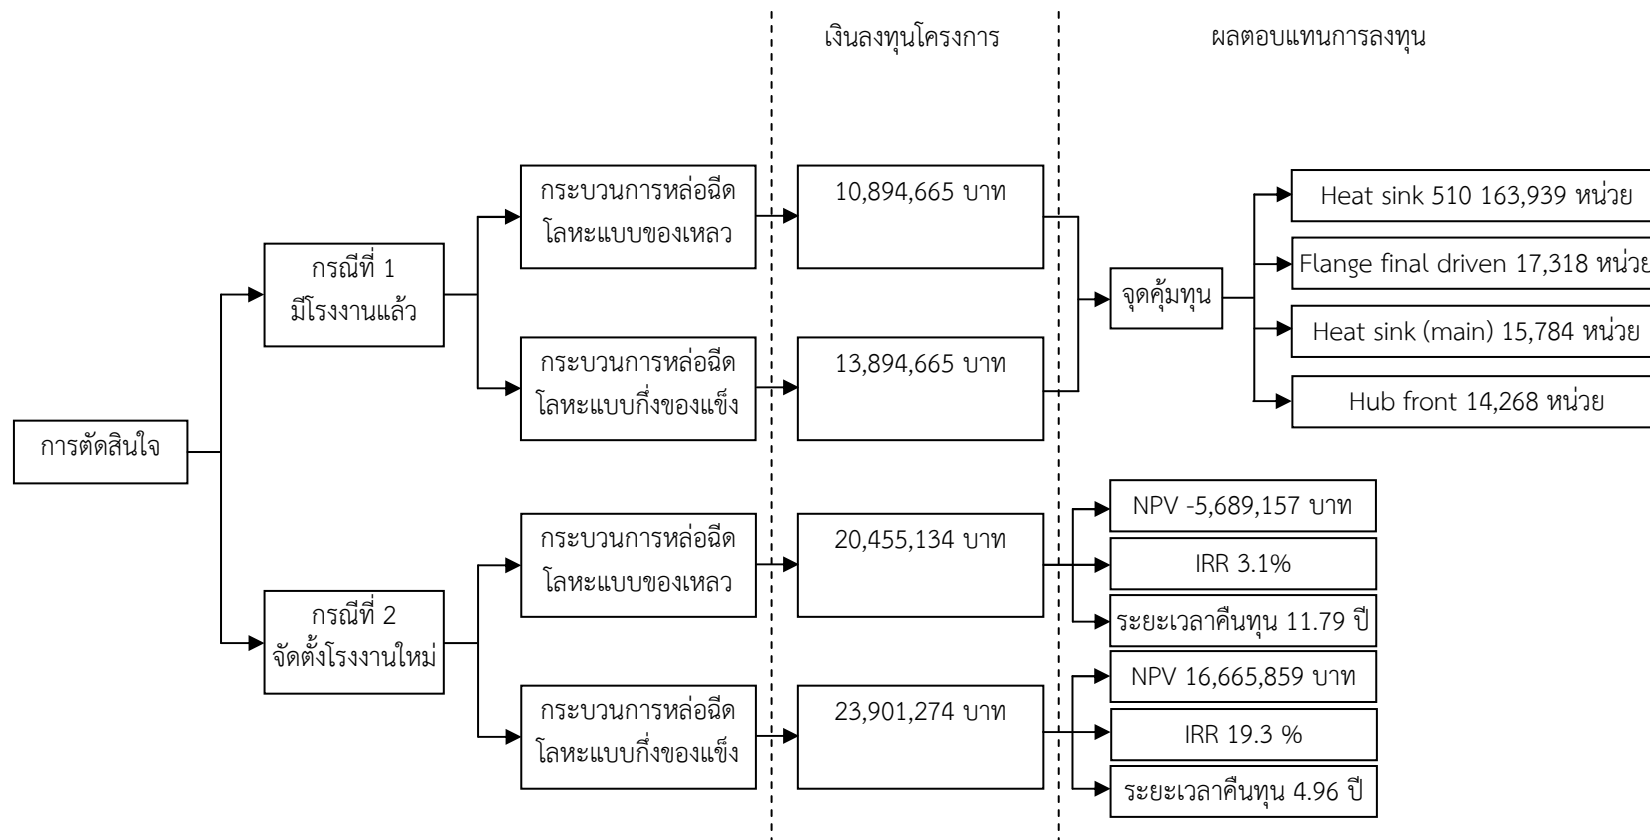 เงินลงทุนโครงการ
ผลตอบแทนการลงทุน
การตัดสินใจ
กรณีที่ 1
มีโรงงานแล้ว
กระบวนการหล่อฉีด
โลหะแบบของเหลว
10,894,665 บาท
กระบวนการหล่อฉีด
โลหะแบบกึ่งของแข็ง
13,894,665 บาท
จุดคุ้มทุน
Heat sink 510 163,939 หน่วย
Flange final driven 17,318 หน่วย
Heat sink (main) 15,784 หน่วย
Hub front 14,268 หน่วย
กรณีที่ 2
จัดตั้งโรงงานใหม่
กระบวนการหล่อฉีด
โลหะแบบของเหลว
20,455,134 บาท
NPV -5,689,157 บาท
IRR 3.1%
ระยะเวลาคืนทุน 11.79 ปี
กระบวนการหล่อฉีด
โลหะแบบกึ่งของแข็ง
23,901,274 บาท
NPV 16,665,859 บาท
IRR 19.3 %
ระยะเวลาคืนทุน 4.96 ปี